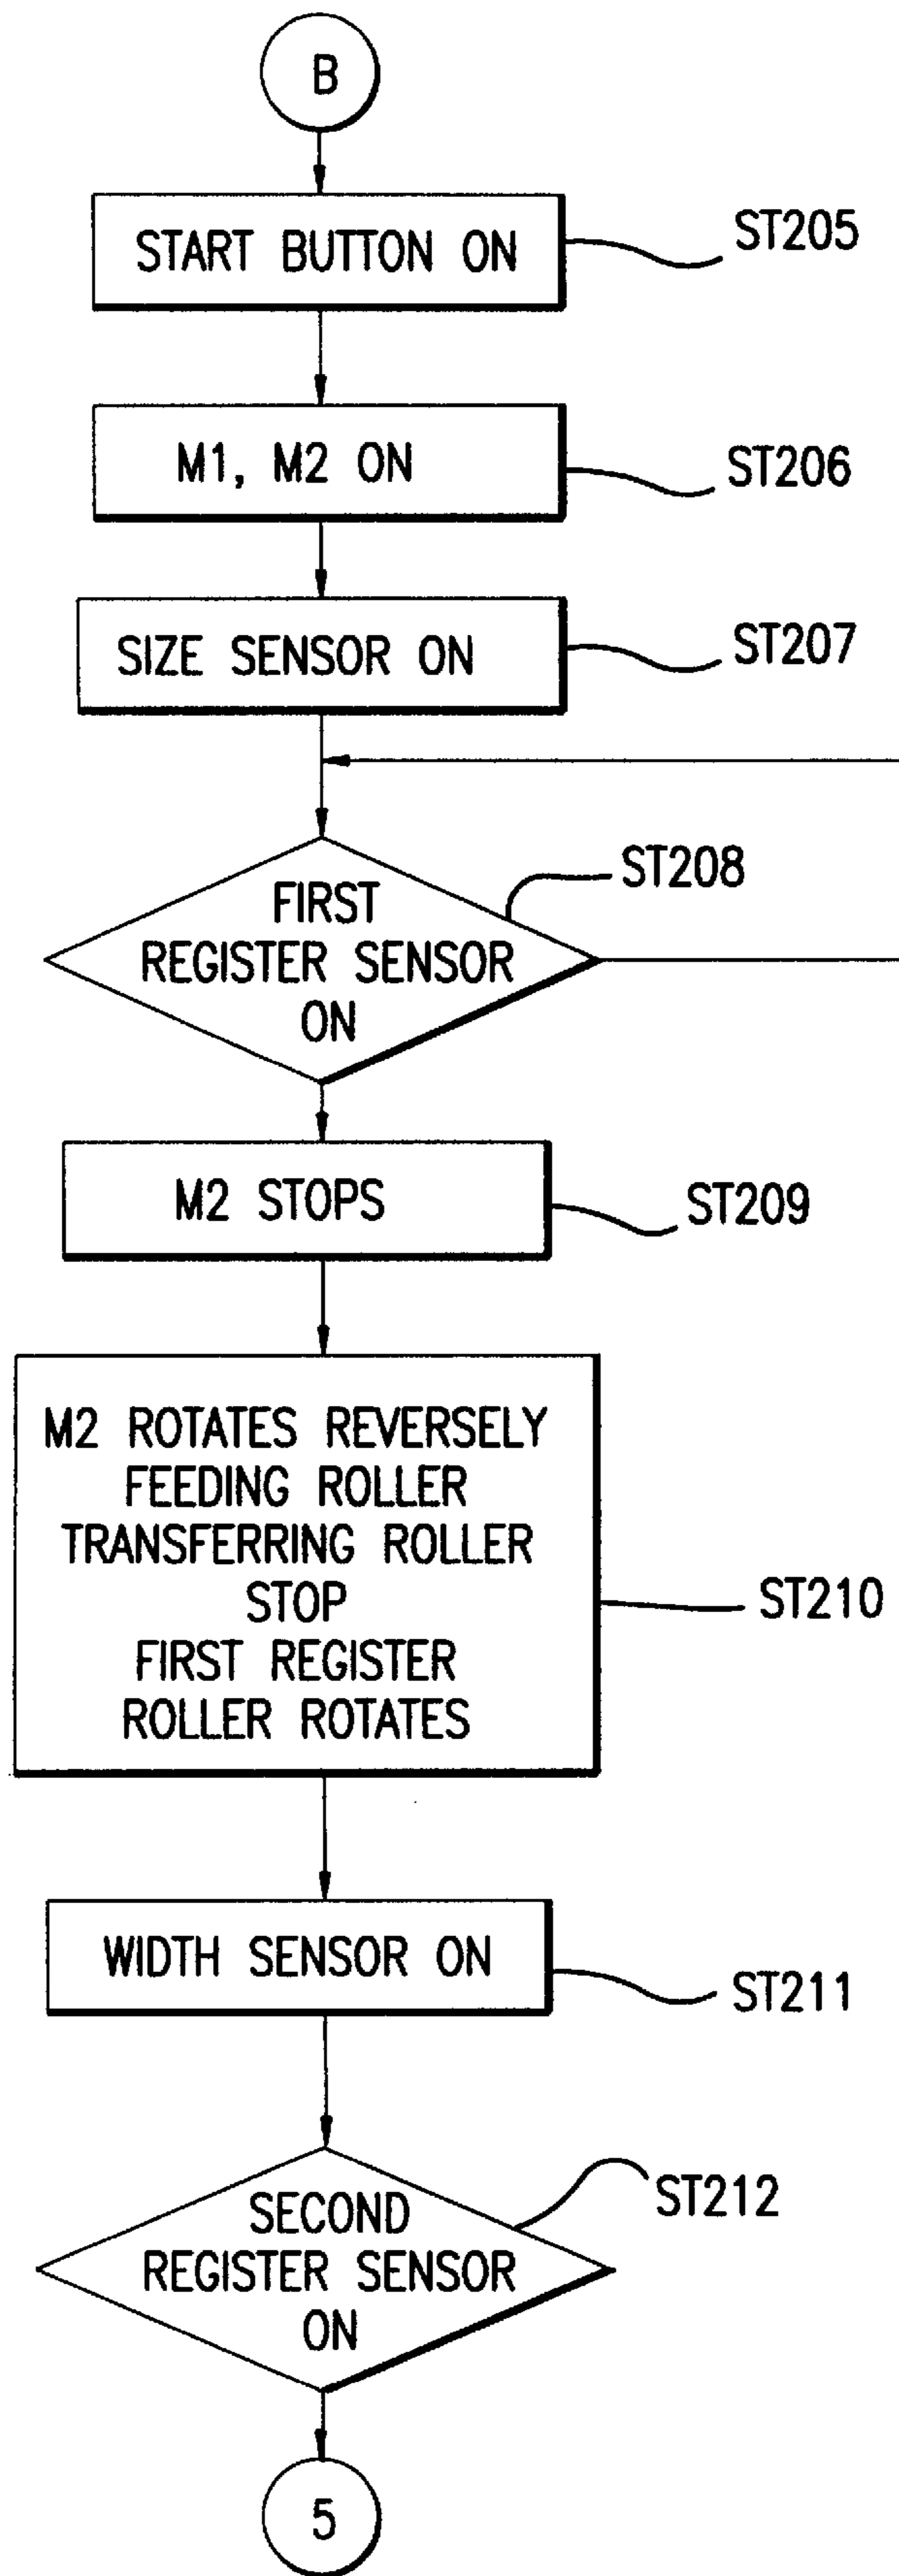 B
START BUTTON ON
ST205
M1, M2 ON
ST206
SIZE SENSOR ON
ST207
FIRST
REGISTER SENSOR
ON
ST208
M2 STOPS
ST209
M2 ROTATES REVERSELY
FEEDING ROLLER
TRANSFERRING ROLLER
STOP
FIRST REGISTER
ROLLER ROTATES
ST210
WIDTH SENSOR ON
ST211
SECOND
REGISTER SENSOR
ON
ST212
5